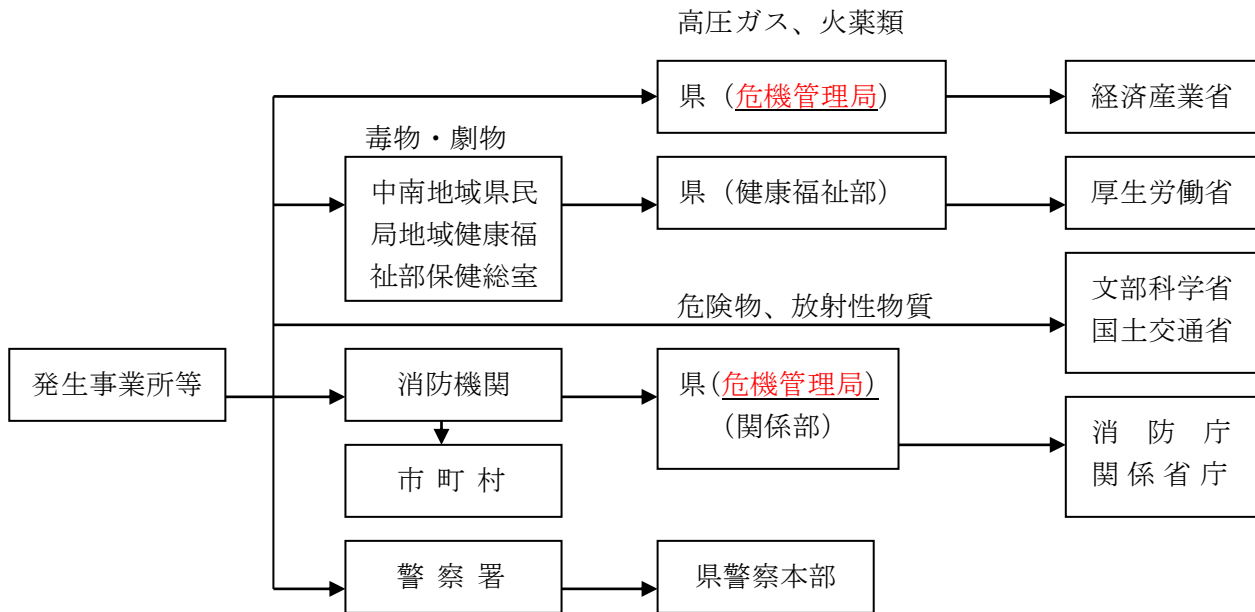 高圧ガス、火薬類
県（危機管理局）
経済産業省
毒物・劇物
中南地域県民
局地域健康福
祉部保健総室
県（健康福祉部）
厚生労働省
危険物、放射性物質
文部科学省
国土交通省
発生事業所等
消防機関
県(危機管理局)
（関係部）
消 防 庁
関 係 省 庁
市 町 村
警 察 署
県警察本部